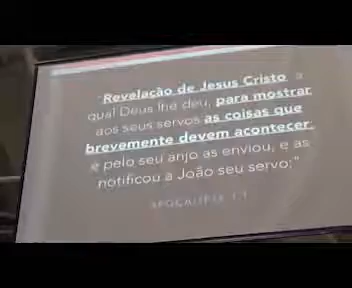 "Revelação de Jesus Cristo, a
qual Deus lhe deu, para mostrar
aos seus servos as coisas que
brevemente devem acontecer;
e pelo seu anjo as enviou, e as
notificou a João seu servo;"
APOCALIPSE 1:1